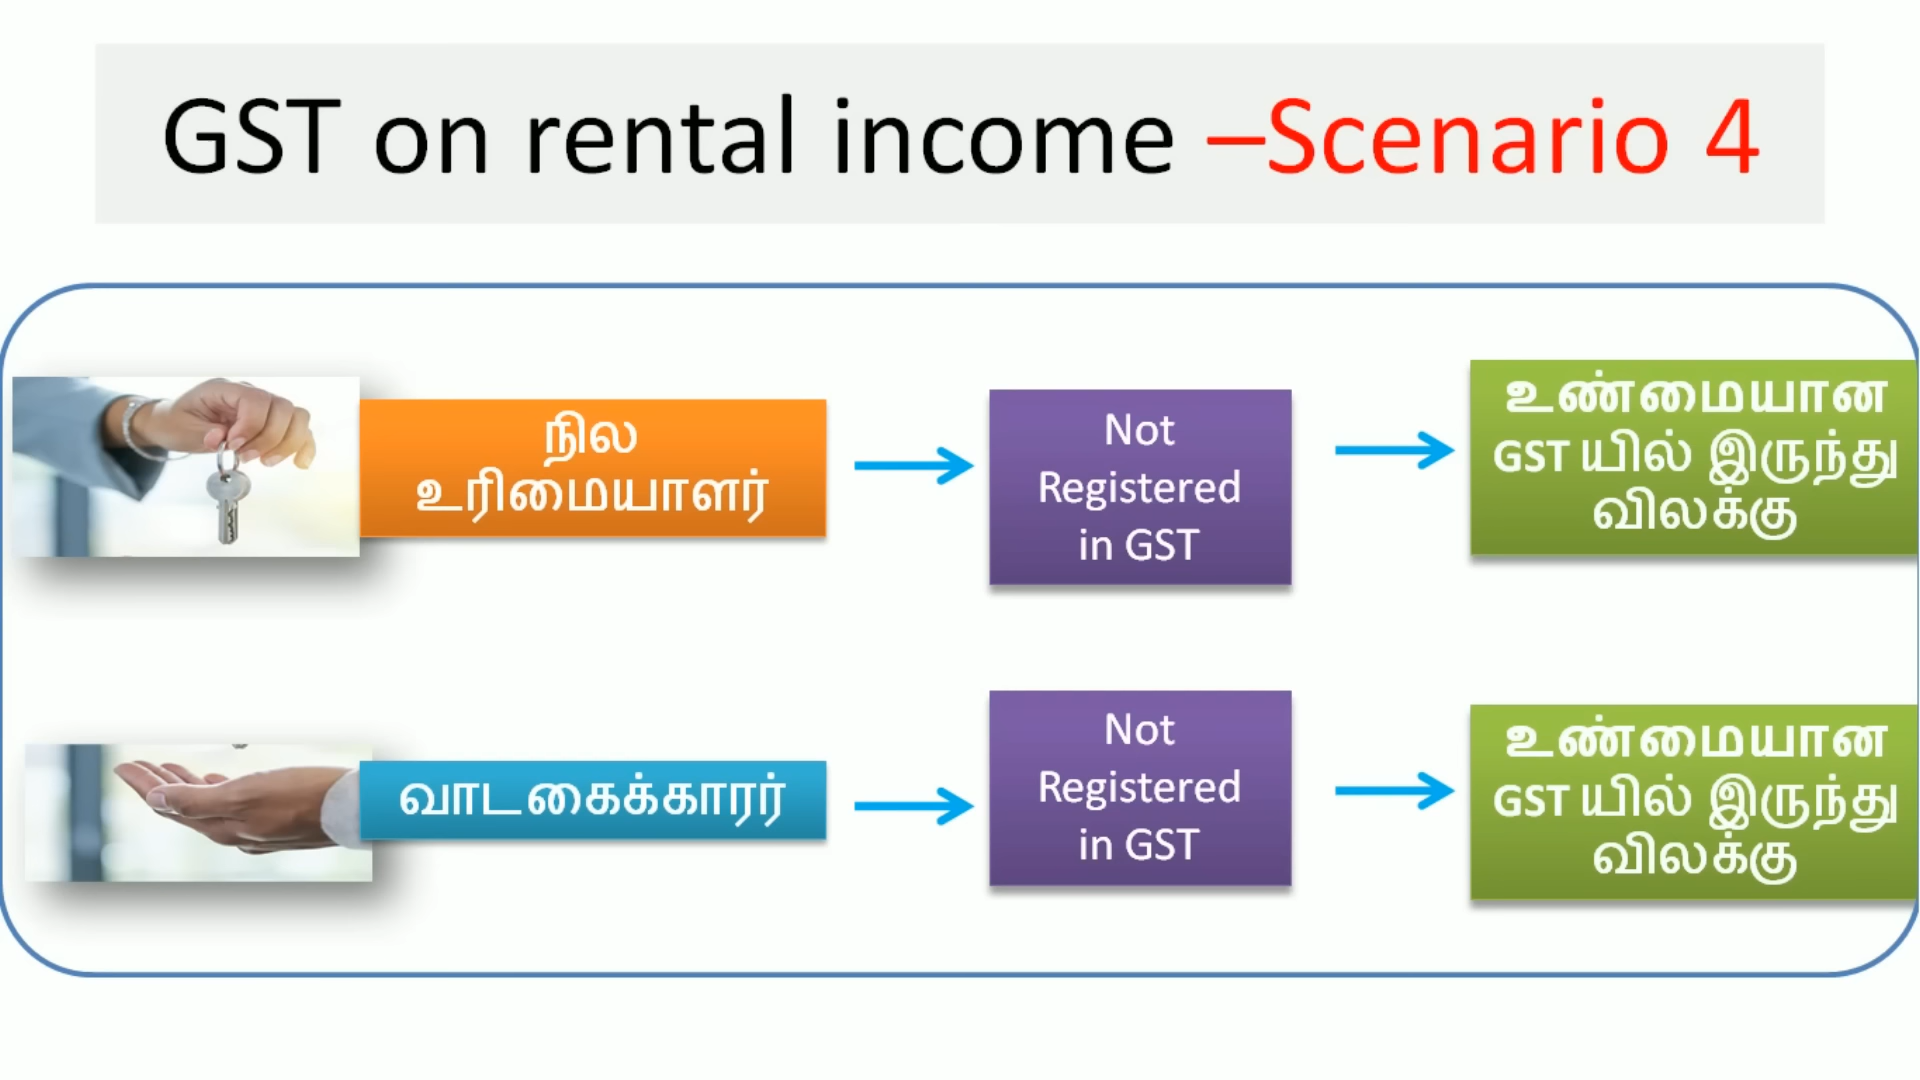 GST on rental income –Scenario 4
நில
உரிமையாளர்
Not
Registered
in GST
உண்மையான
GST யில் இருந்து
விலக்கு
வாடகைக்காரர்
Not
Registered
in GST
உண்மையான
GST யில் இருந்து
விலக்கு